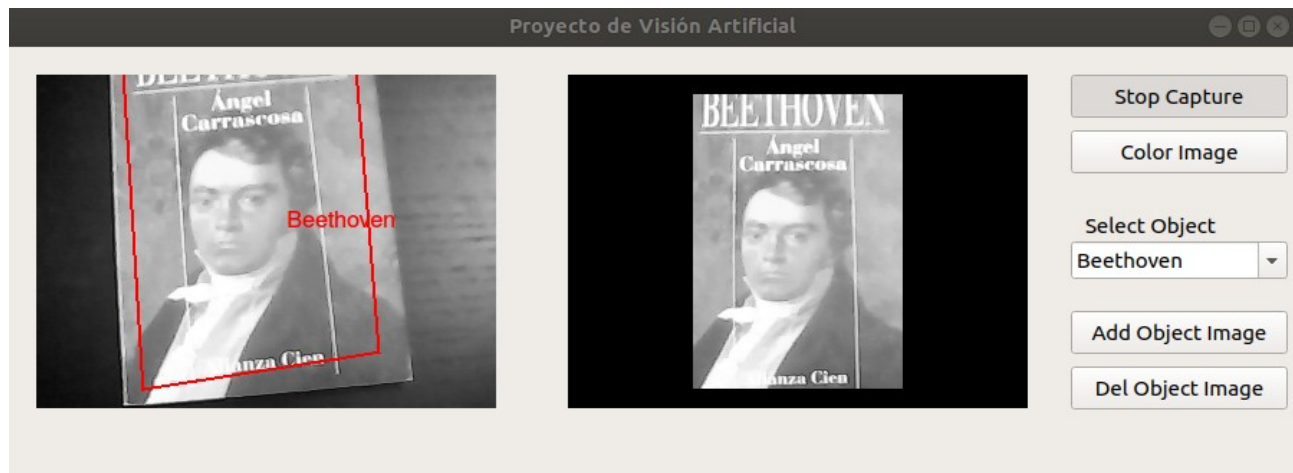 Proyecto de Visión Artificial
BEETHOVEN
Ángel
Carrascosa
Beethoven
anza Cien
BEETHOVEN
Ángel
Carrascosa
anza Cien
Stop Capture
Color Image
Select Object
Beethoven
Add Object Image
Del Object Image